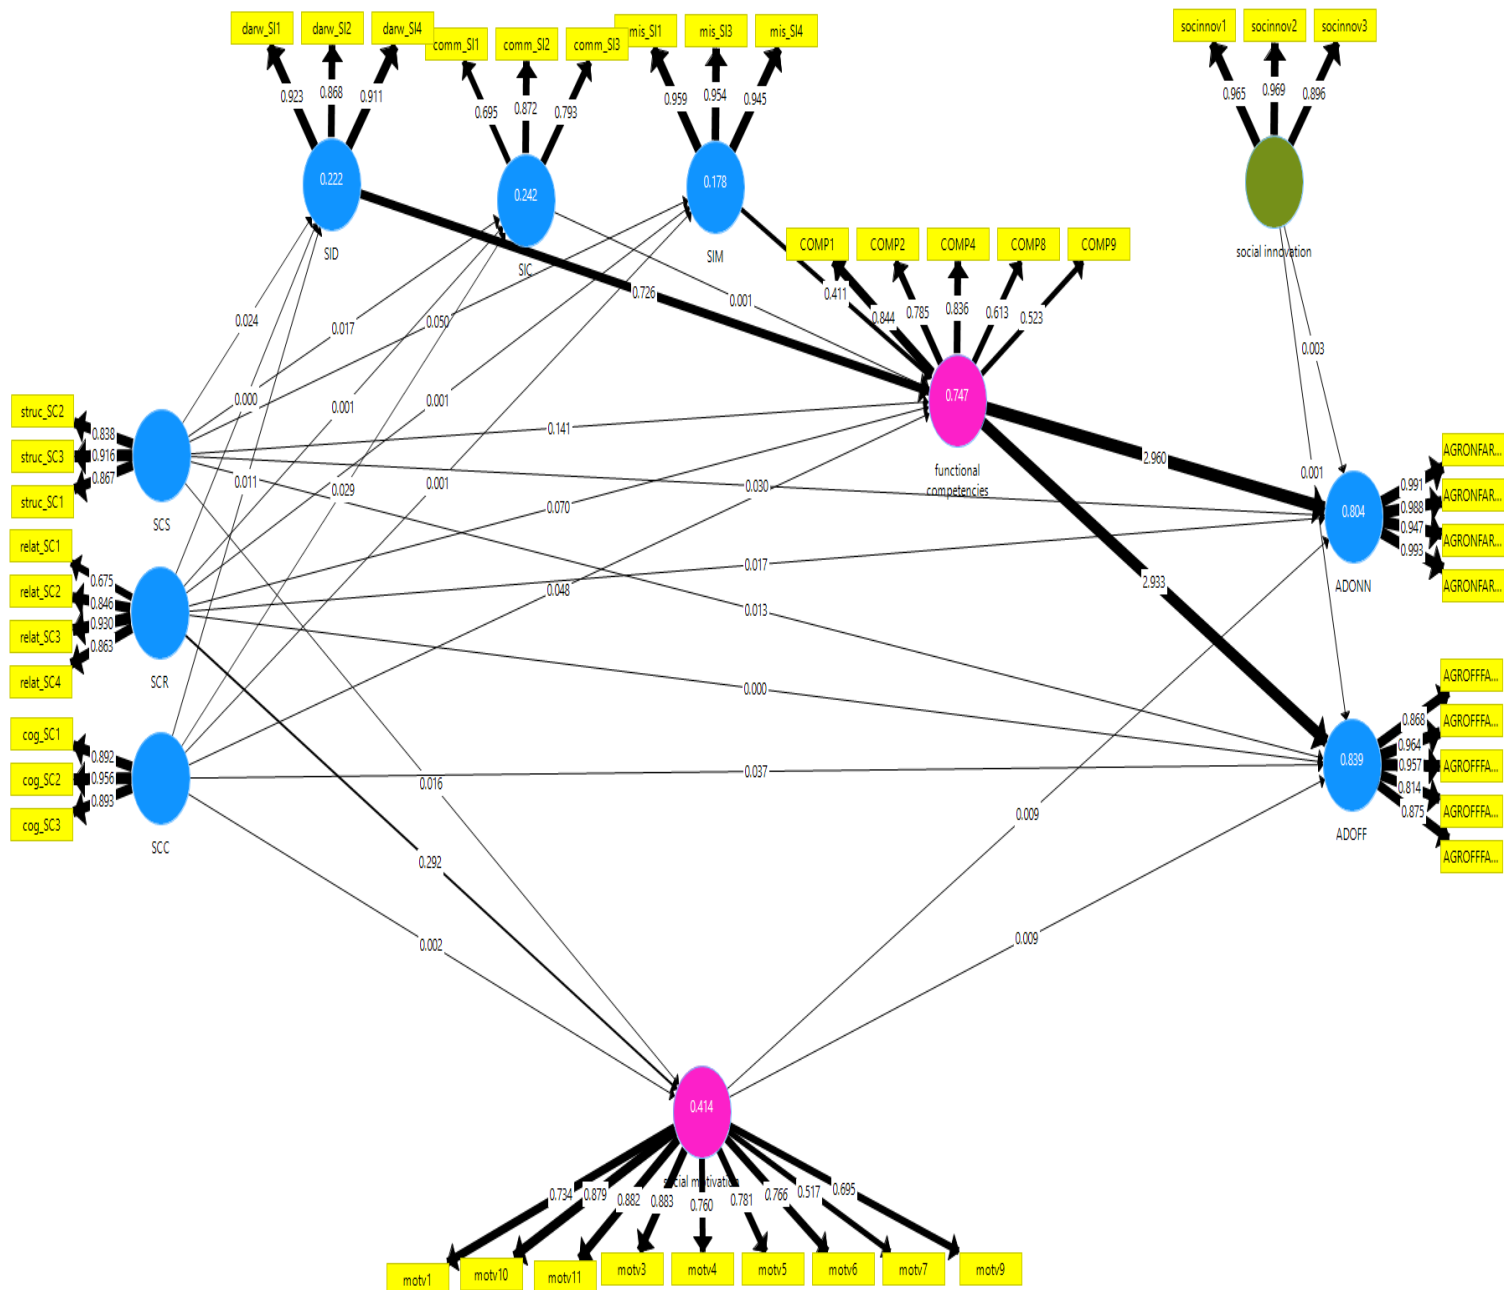 darw_SI1
darw_SI2
darw_SI4
comm_SI1
comm_SI2
comm_SI3
mis_SI1
mis_SI3
mis_SI4
socinnov1
socinnov2
socinnov3
0.923
0.868
0.911
0.695
0.872
0.793
0.959
0.954
0.945
0.965
0.969
0.896
0.222
0.242
0.178
SID
SIC
SIM
social innovation
COMP1
COMP2
COMP4
COMP8
COMP9
0.726
0.001
0.411
0.844
0.785
0.836
0.613
0.523
0.024
0.017
0.050
0.003
0.000
0.001
0.001
0.747
functional
competencies
struc_SC2
struc_SC3
struc_SC1
0.838
0.916
0.867
SCS
0.141
2.960
0.001
0.011
0.029
0.001
0.030
0.070
AGRONFAR...
AGRONFAR...
AGRONFAR...
AGRONFAR...
0.991
0.988
0.947
0.993
0.804
ADONN
relat_SC1
relat_SC2
relat_SC3
relat_SC4
0.675
0.846
0.930
0.863
SCR
0.017
0.048
0.013
2.933
0.000
cog_SC1
cog_SC2
cog_SC3
0.892
0.956
0.893
SCC
0.037
0.016
0.009
AGROFFFA...
AGROFFFA...
AGROFFFA...
AGROFFFA...
AGROFFFA...
0.868
0.964
0.957
0.814
0.875
0.839
ADOFF
0.292
0.002
0.009
0.414
social motivation
0.734
0.879
0.882
0.883
0.760
0.781
0.766
0.517
0.695
motv1
motv10
motv11
motv3
motv4
motv5
motv6
motv7
motv9